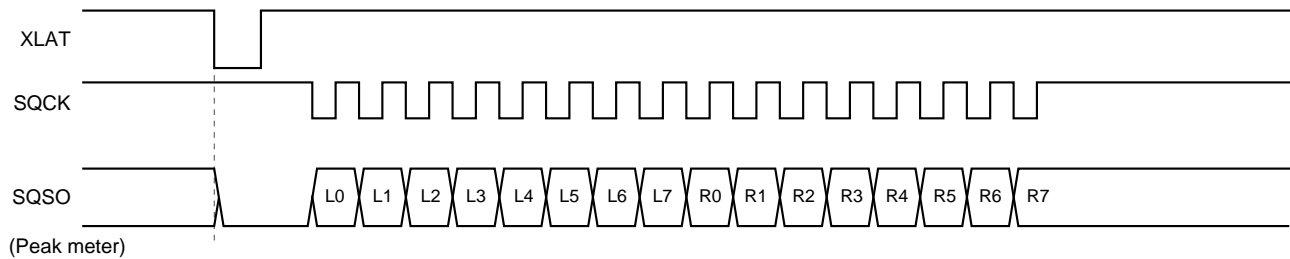 XLAT
SQCK
SQSO L0 L1 L2 L3 L4 L5 L6 L7 R0 R1 R2 R3 R4 R5 R6 R7
(Peak meter)